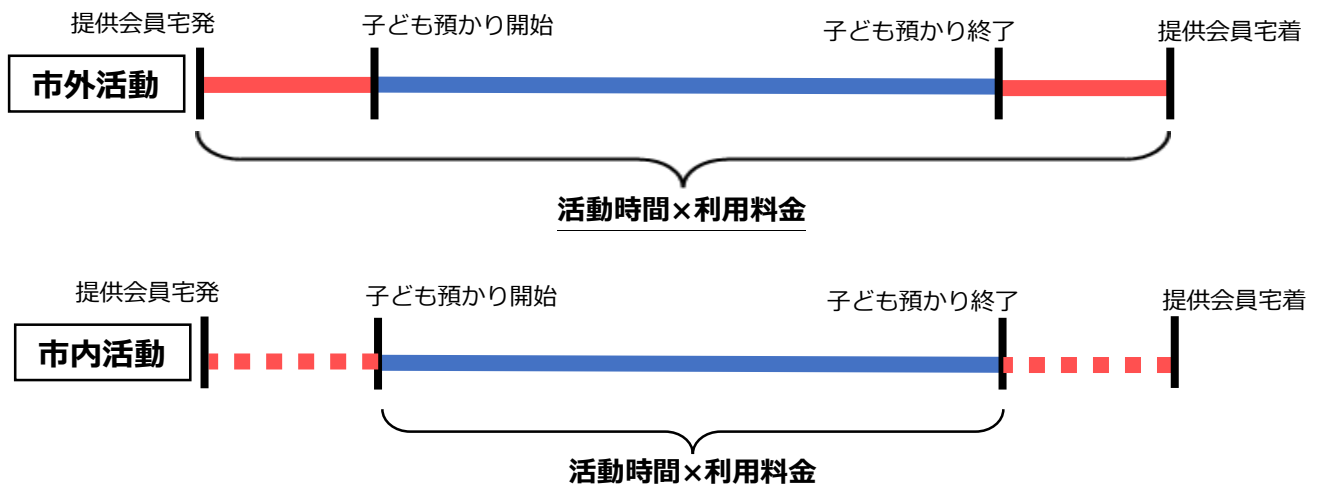 提供会員宅発
子ども預かり開始
子ども預かり終了
提供会員宅着
市外活動
活動時間×利用料金
提供会員宅発
子ども預かり開始
子ども預かり終了
提供会員宅着
市内活動
活動時間×利用料金